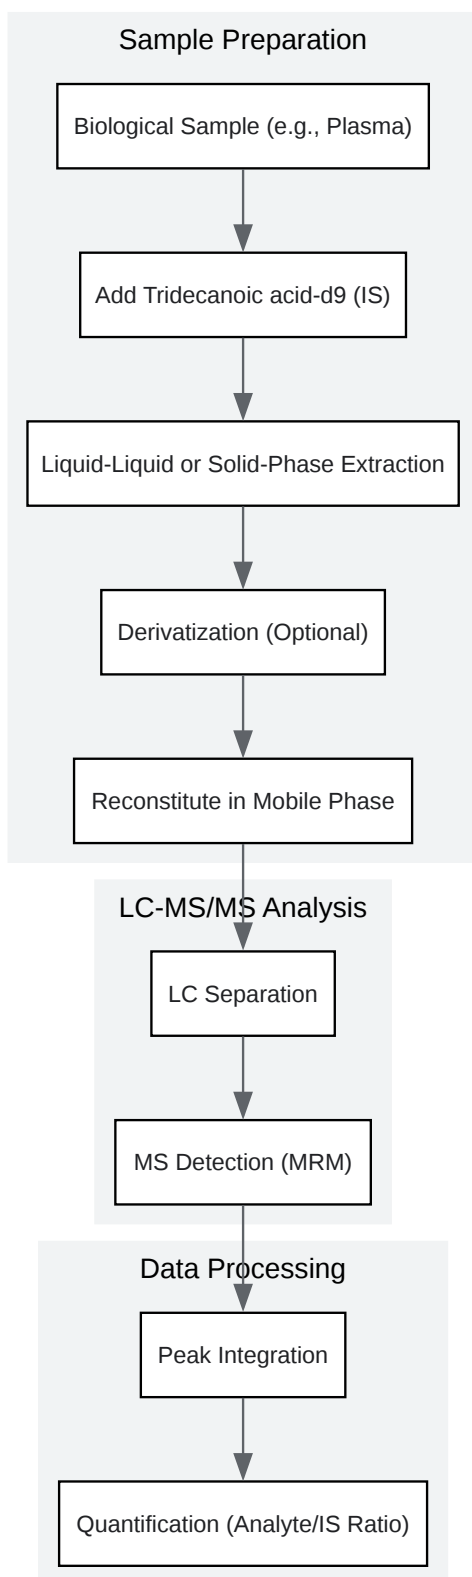 Sample Preparation
Biological Sample (e.g., Plasma)
Add Tridecanoic acid-d9 (IS)
Liquid-Liquid or Solid-Phase Extraction
Derivatization (Optional)
Reconstitute in Mobile Phase
LC-MS/MS Analysis
LC Separation
MS Detection (MRM)
Data Processing
Peak Integration
Quantification (Analyte/IS Ratio)